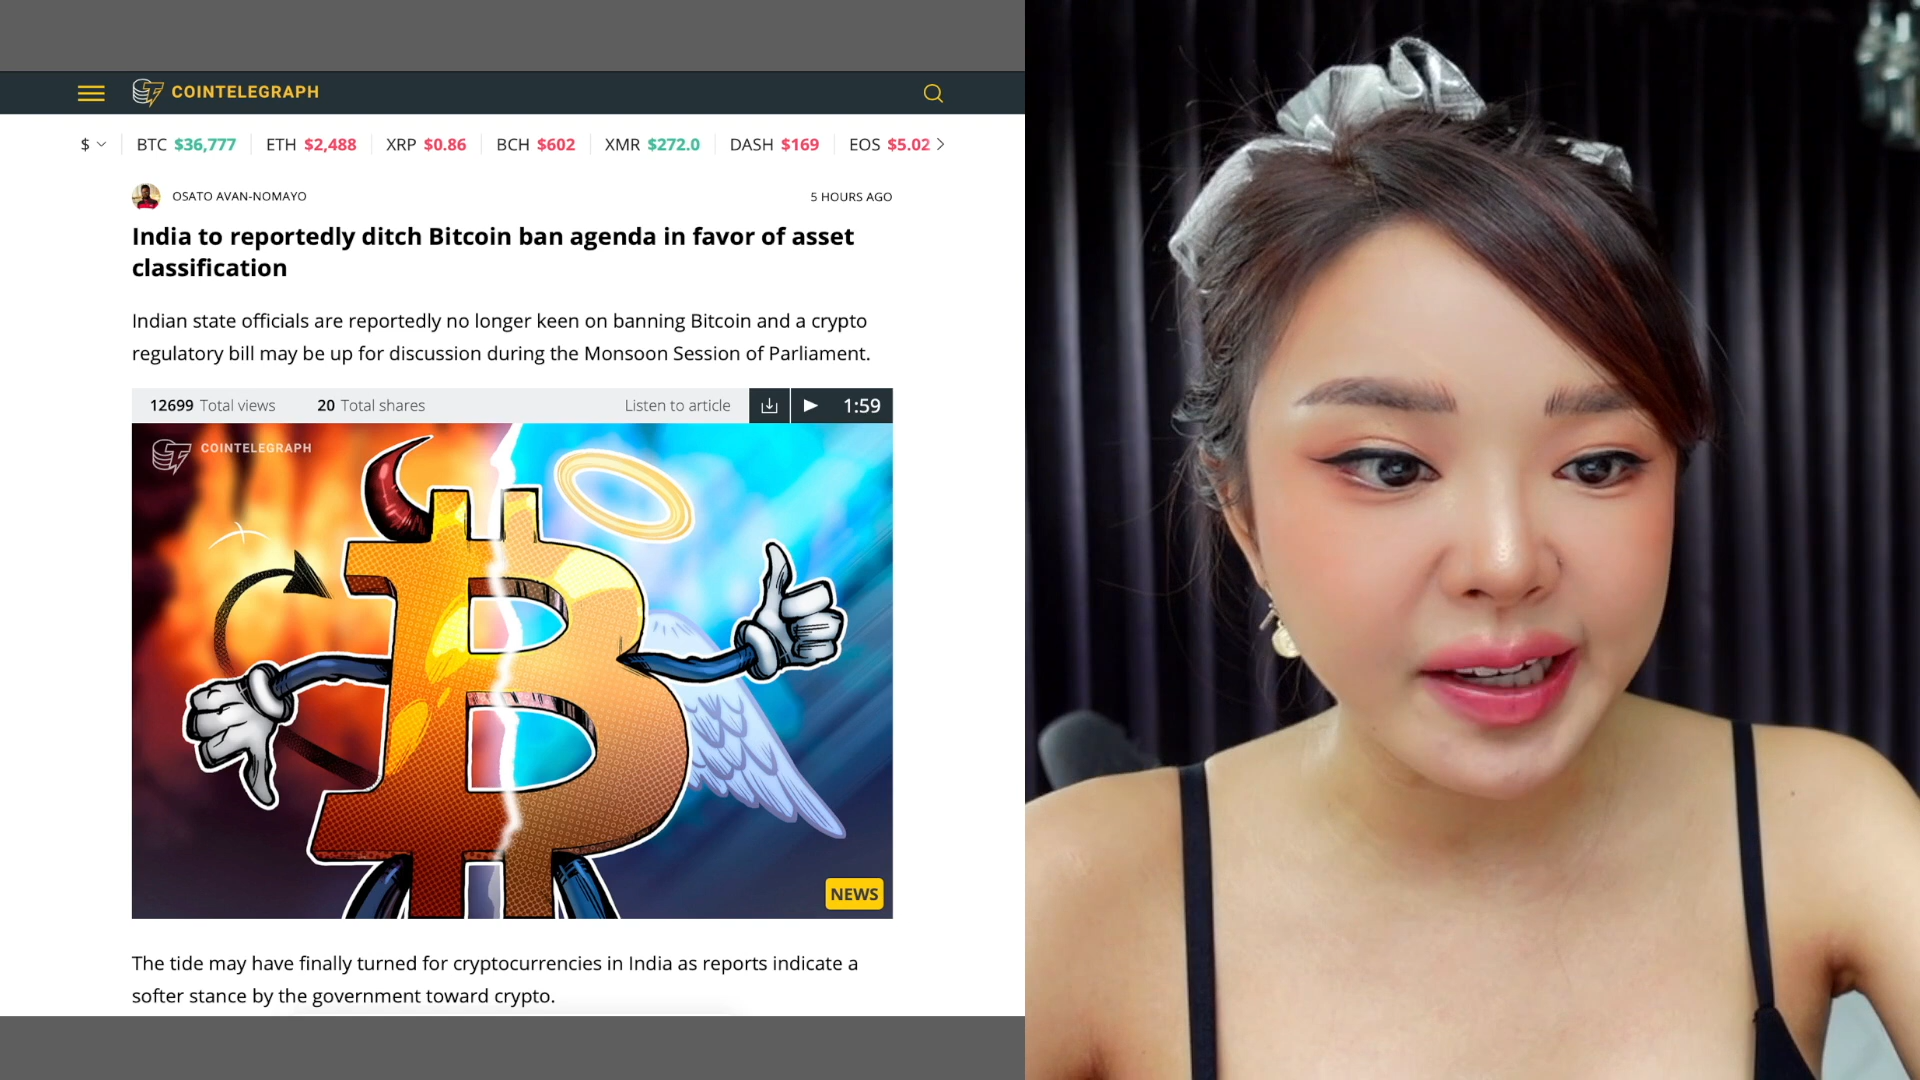 COINTELEGRAPH
$ BTC $36,777 ETH $2,488 XRP $0.86 BCH $602 XMR $272.0 DASH $169 EOS $5.02
OSATO AVAN-NOMAYO 5 HOURS AGO
India to reportedly ditch Bitcoin ban agenda in favor of asset
classification
Indian state officials are reportedly no longer keen on banning Bitcoin and a crypto
regulatory bill may be up for discussion during the Monsoon Session of Parliament.
12699 Total views 20 Total shares Listen to article 1:59
COINTELEGRAPH
NEWS
The tide may have finally turned for cryptocurrencies in India as reports indicate a
softer stance by the government toward crypto.